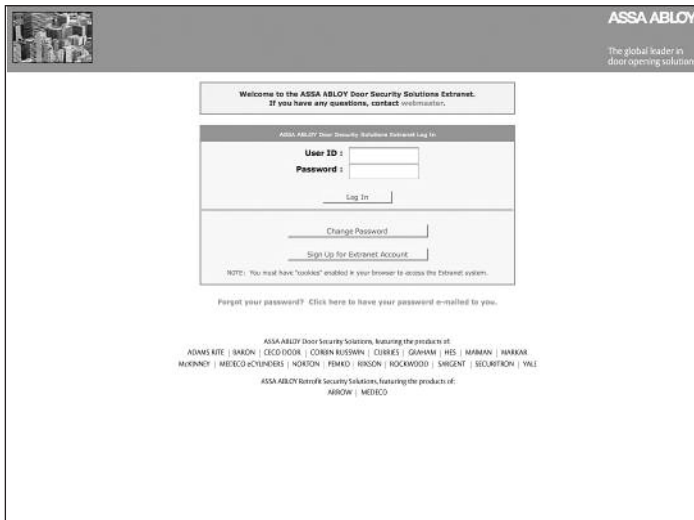 ASSA ABLOY
The global leader in
door opening solution
Welcome to the ASSA ABLOY Door Security Solutions Extranet.
If you have any questions, contact webmaster.
ASSA ABLOY Door Security Solutions Extranet Log In
User ID :
Password :
Log In
Change Password
Sign Up for Extranet Account
NOTE: You must have "cookies" enabled in your browser to access the Extranet system.
Forgot your password? Click here to have your password e-mailed to you.
ASSA ABLOY Door Security Solutions, featuring the products of:
ADAMS RITE | BARON | CECO DOOR | CORBIN RUSSWIN | CURRIES | GRAHAM | HES | MAIMAN | MARKAR
McKINNEY | MEDECO eCYLINDERS | NORTON | PEMKO | RIXSON | ROCKWOOD | SARGENT | SECURITRON | YALE
ASSA ABLOY Retrofit Security Solutions, featuring the products of:
ARROW | MEDECO